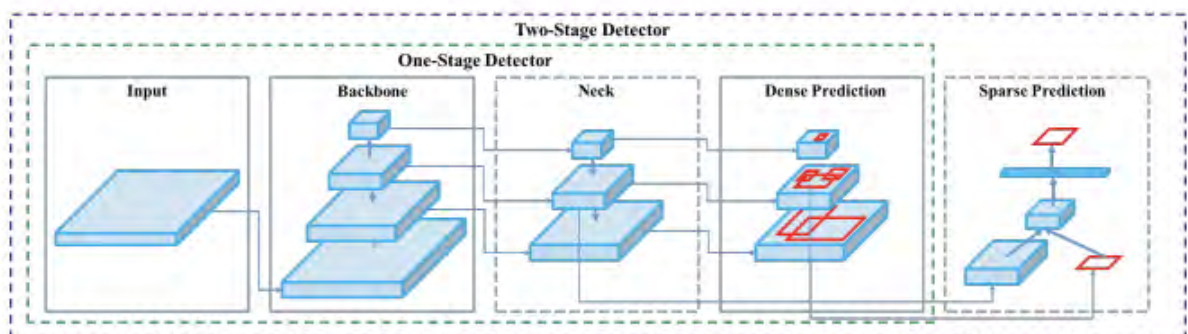 Two-Stage Detector
One-Stage Detector
Input
Backbone
Neck
Dense Prediction
Sparse Prediction